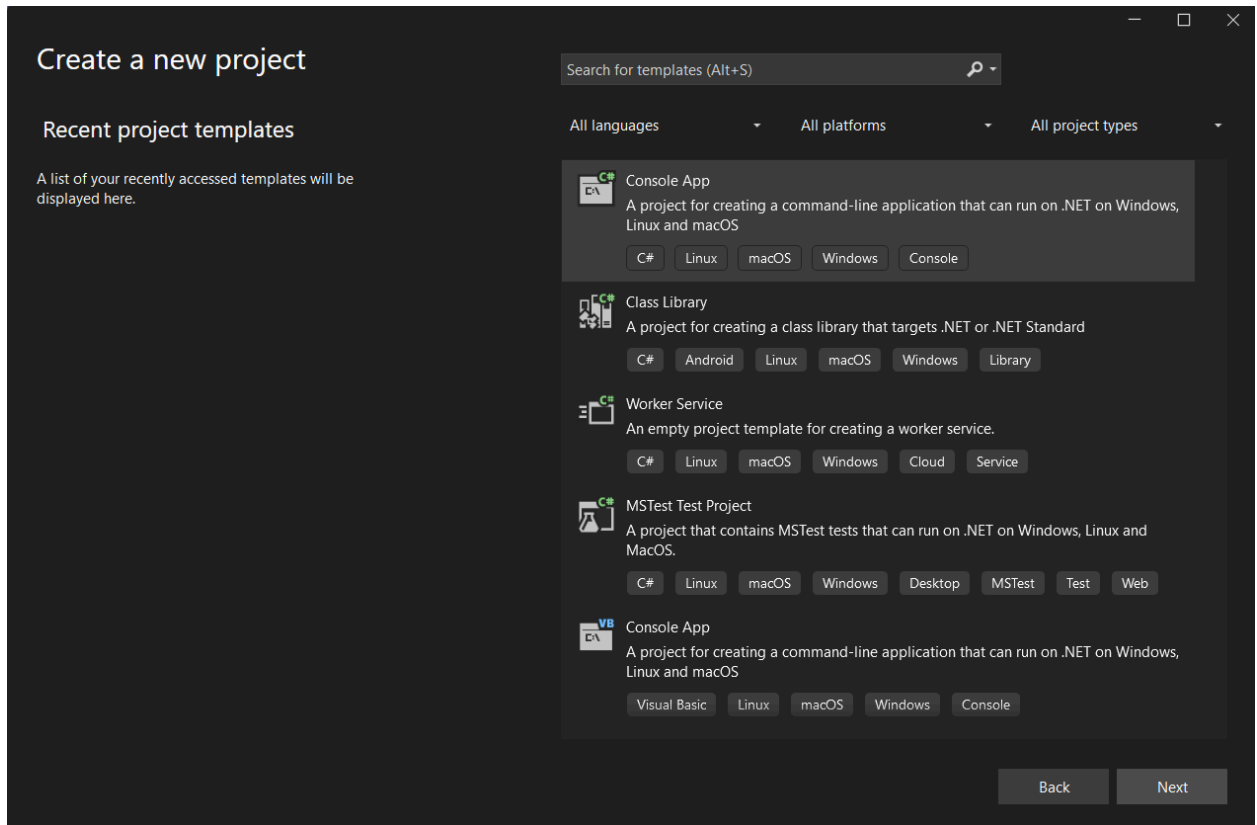 Create a new project
Search for templates (Alt+S)
Recent project templates
All languages
All platforms
All project types
A list of your recently accessed templates will be
displayed here.
C#
C:\
Console App
A project for creating a command-line application that can run on .NET on Windows,
Linux and macOS
C# Linux macOS Windows Console
C#
Class Library
A project for creating a class library that targets .NET or .NET Standard
C# Android Linux macOS Windows Library
C#
Worker Service
An empty project template for creating a worker service.
C# Linux macOS Windows Cloud Service
C#
MSTest Test Project
A project that contains MSTest tests that can run on .NET on Windows, Linux and
MacOS.
C# Linux macOS Windows Desktop MSTest Test Web
VB
C:\
Console App
A project for creating a command-line application that can run on .NET on Windows,
Linux and macOS
Visual Basic Linux macOS Windows Console
Back
Next